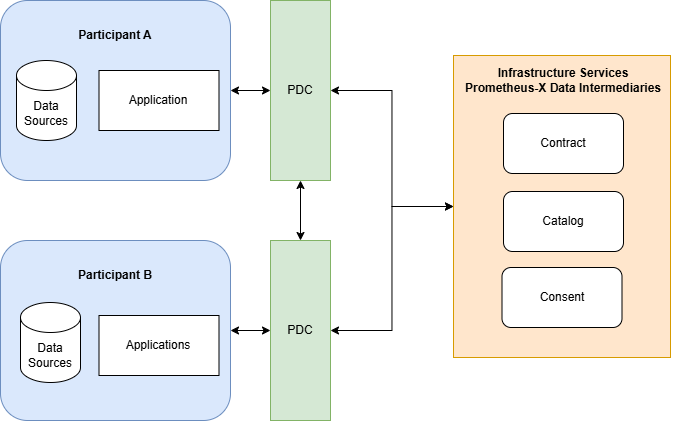 Participant A
Data
Sources
Application
PDC
Infrastructure Services
Prometheus-X Data Intermediaries
Contract
Catalog
Consent
Participant B
Data
Sources
Applications
PDC